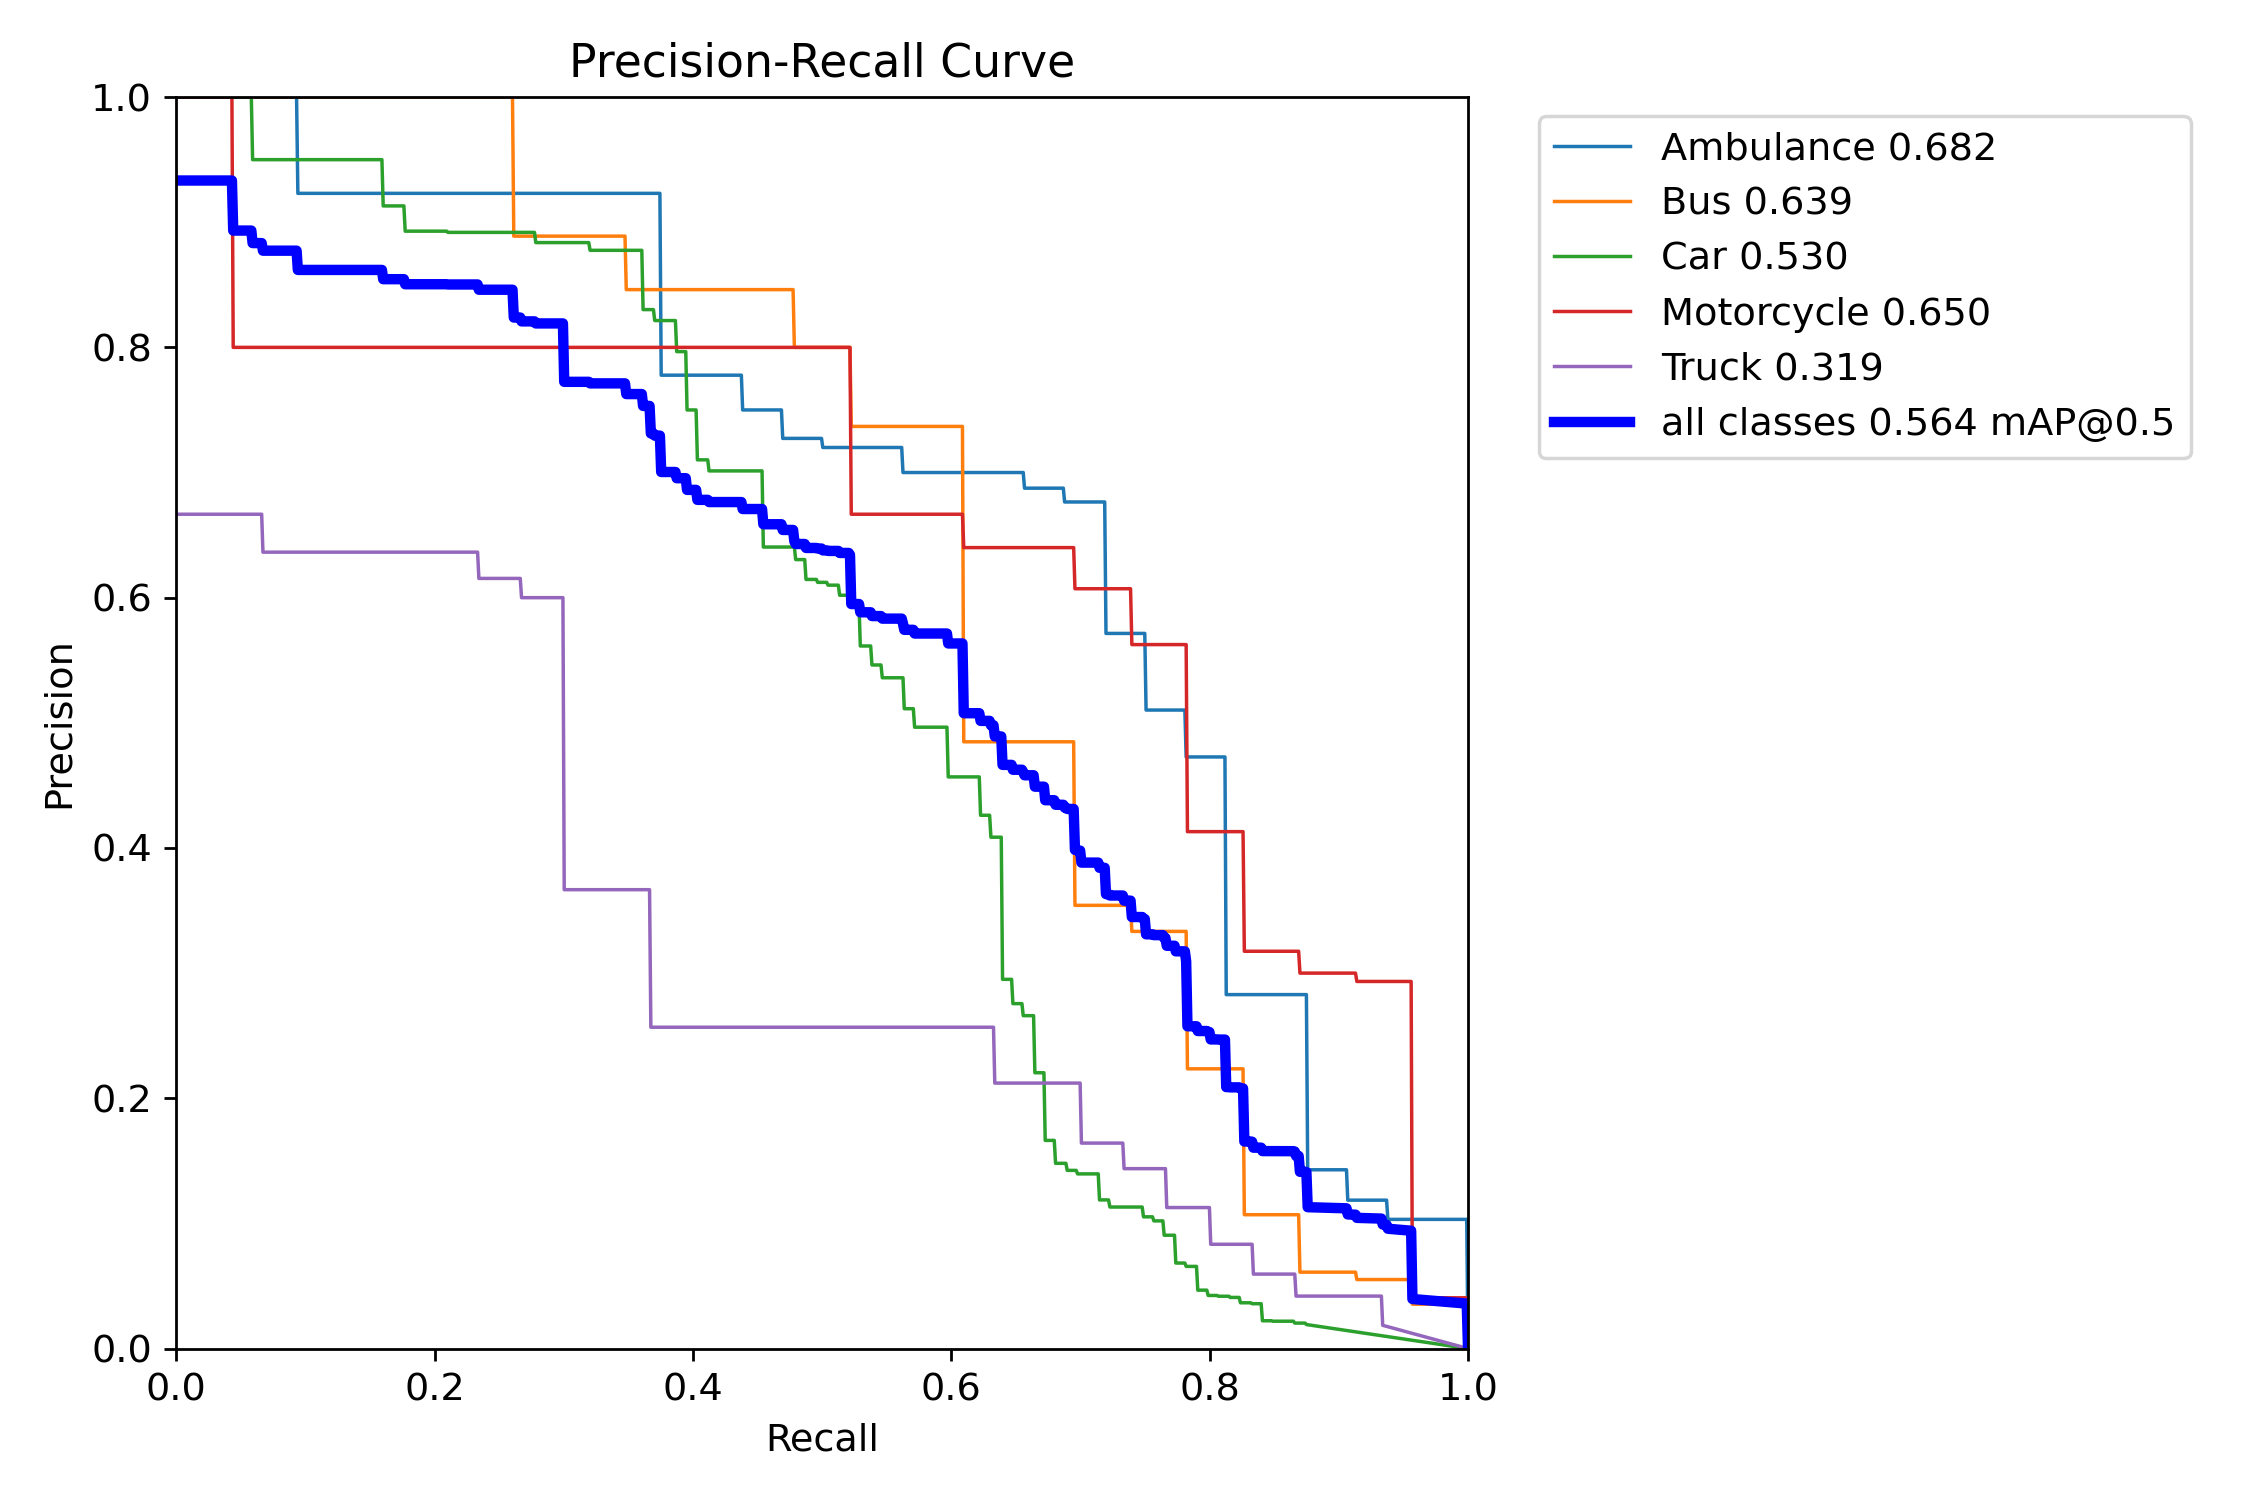 Precision-Recall Curve
1.0
0.8
0.6
0.4
0.2
0.0
Precision
0.0 0.2 0.4 0.6 0.8 1.0
Recall
Ambulance 0.682
Bus 0.639
Car 0.530
Motorcycle 0.650
Truck 0.319
all classes 0.564 mAP@0.5